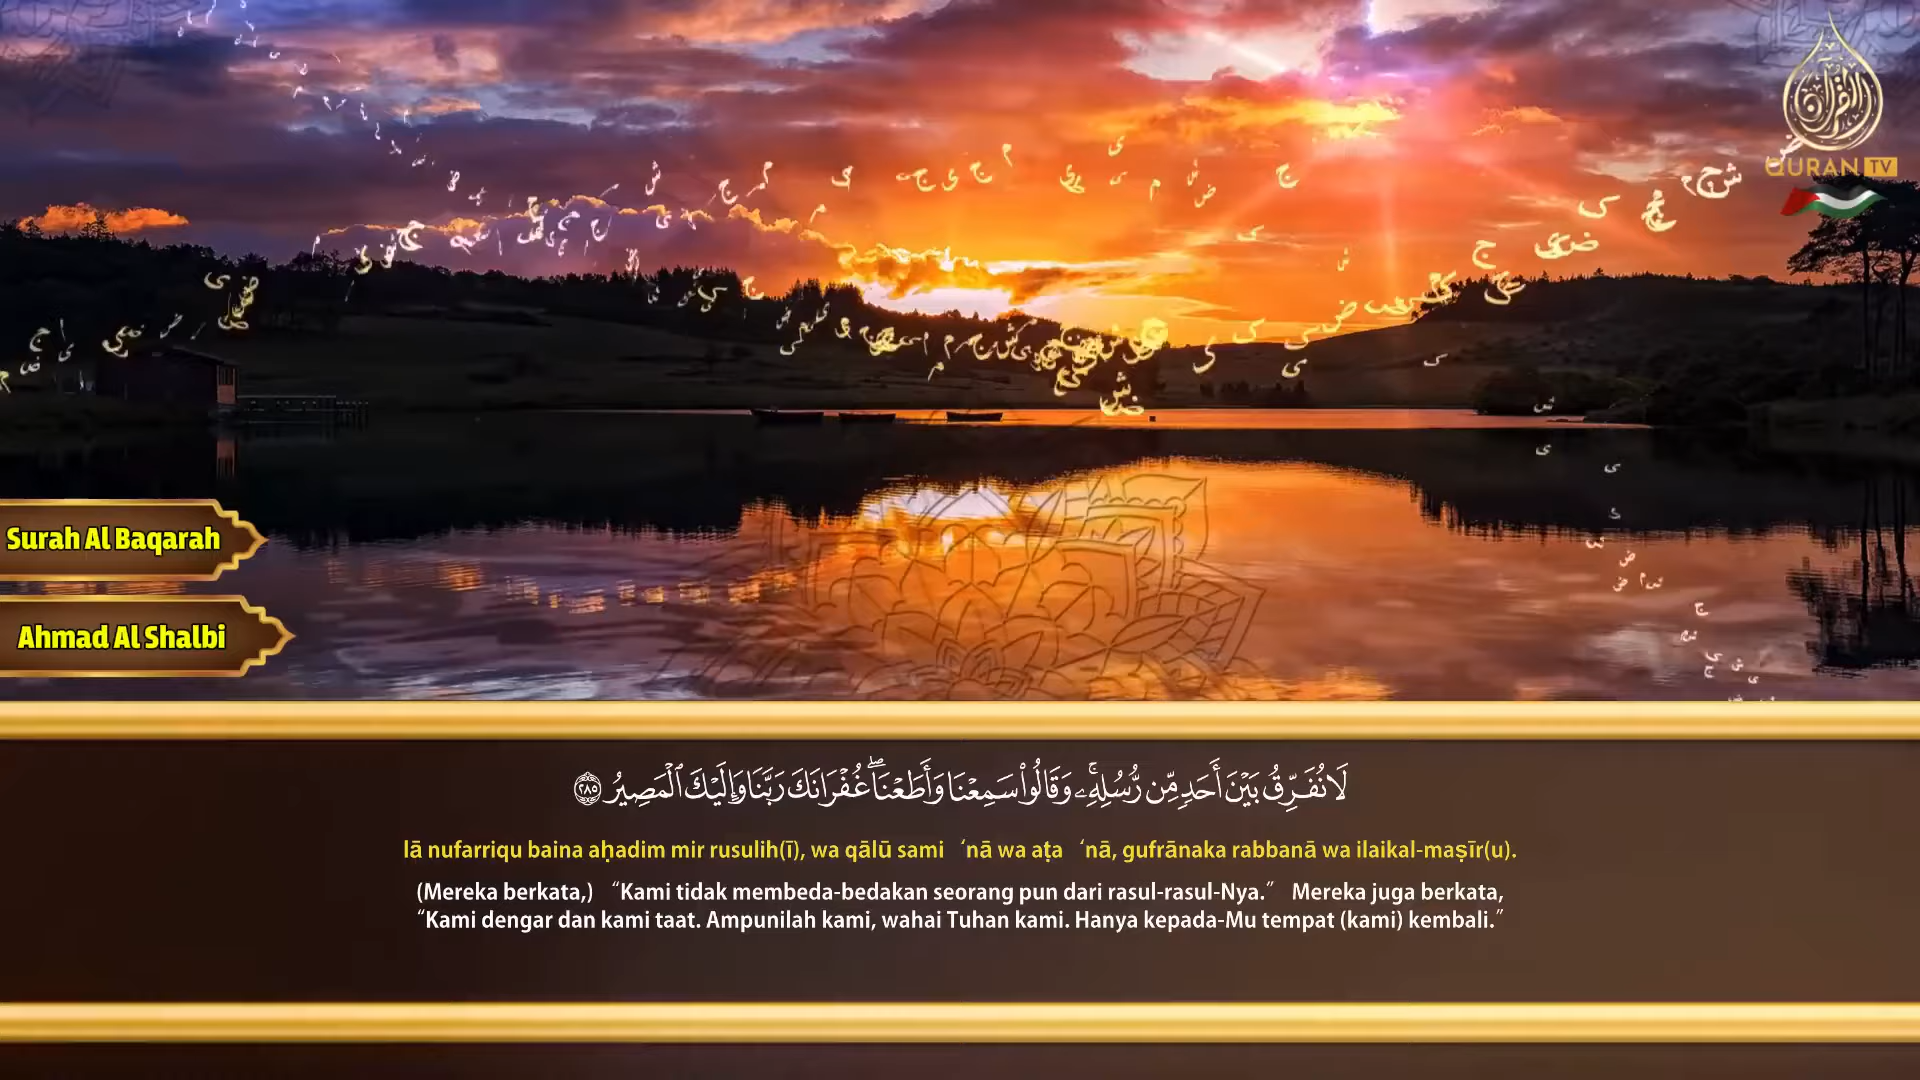 القرآن
QURAN TV
Surah Al Baqarah
Ahmad Al Shalbi
لَا نُفَرِّقُ بَيْنَ أَحَدٍ مِّن رُّسُلِهِۦۚ وَقَالُوا۟ سَمِعْنَا وَأَطَعْنَاۖ غُفْرَانَكَ رَبَّنَا وَإِلَيْكَ ٱلْمَصِيرُ ٢٨٥
lā nufarriqu baina aḥadim mir rusulih(ī), wa qālū sami ‘nā wa aṭa ‘nā, gufrānaka rabbanā wa ilaikal-maṣīr(u).
(Mereka berkata,) “Kami tidak membeda-bedakan seorang pun dari rasul-rasul-Nya.” Mereka juga berkata,
“Kami dengar dan kami taat. Ampunilah kami, wahai Tuhan kami. Hanya kepada-Mu tempat (kami) kembali.”